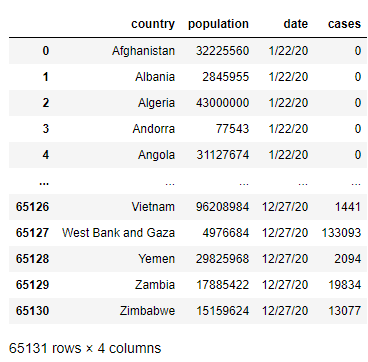 country population date cases
0 Afghanistan 32225560 1/22/20 0
1 Albania 2845955 1/22/20 0
2 Algeria 43000000 1/22/20 0
3 Andorra 77543 1/22/20 0
4 Angola 31127674 1/22/20 0
... ... ... ... ...
65126 Vietnam 96208984 12/27/20 1441
65127 West Bank and Gaza 4976684 12/27/20 133093
65128 Yemen 29825968 12/27/20 2094
65129 Zambia 17885422 12/27/20 19834
65130 Zimbabwe 15159624 12/27/20 13077
65131 rows × 4 columns